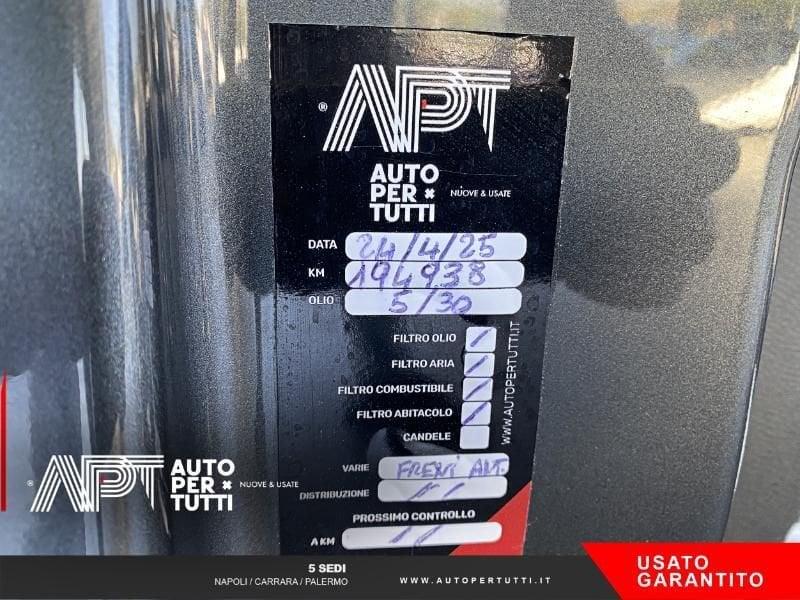 APT
®
AUTO
PER
TUTTI
NUOVE & USATE
DATA 24/4/25
KM 194938
OLIO 5/30
FILTRO OLIO /
FILTRO ARIA /
FILTRO COMBUSTIBILE /
FILTRO ABITACOLO /
CANDELE
WWW.AUTOPERTUTTI.IT
VARIE FRENI ANT.
DISTRIBUZIONE //
PROSSIMO CONTROLLO
A KM //
® APT AUTO
PER
TUTTI
NUOVE & USATE
5 SEDI
NAPOLI / CARRARA / PALERMO
WWW.AUTOPERTUTTI.IT
USATO
GARANTITO